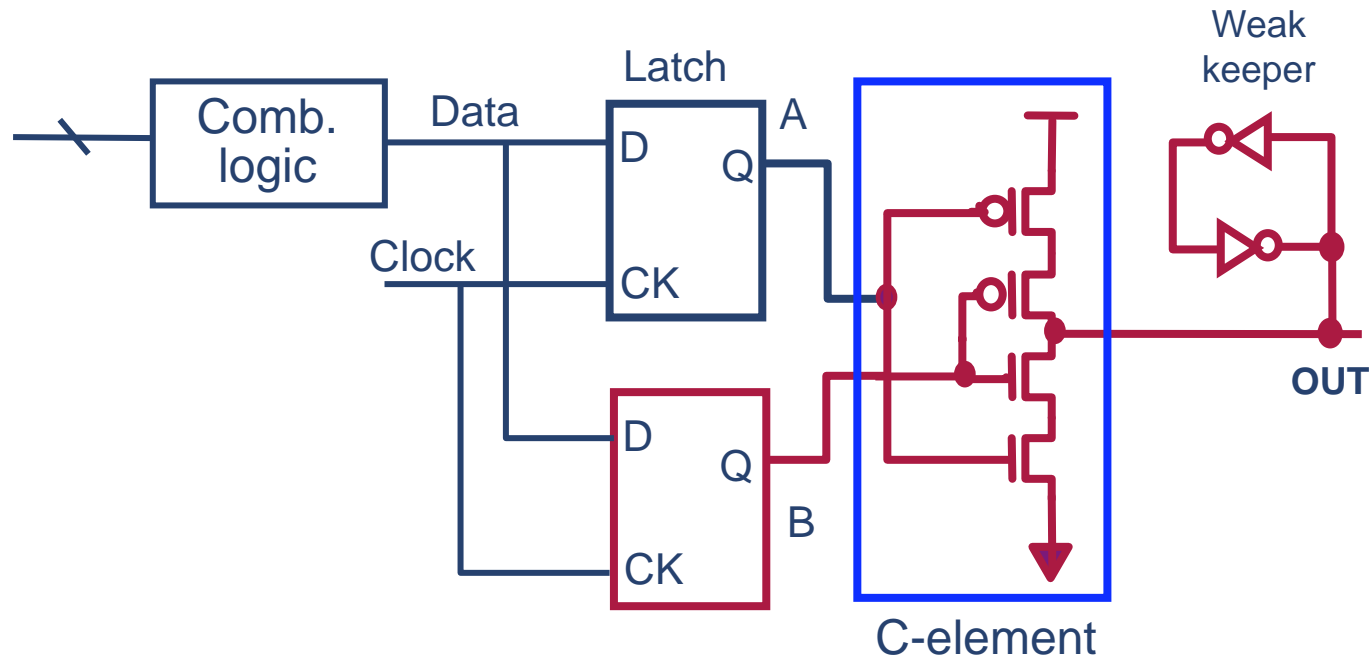 Weak
keeper
Latch
A
Comb.
logic
Data
D
Q
Clock
CK
OUT
D
Q
B
CK
C-element